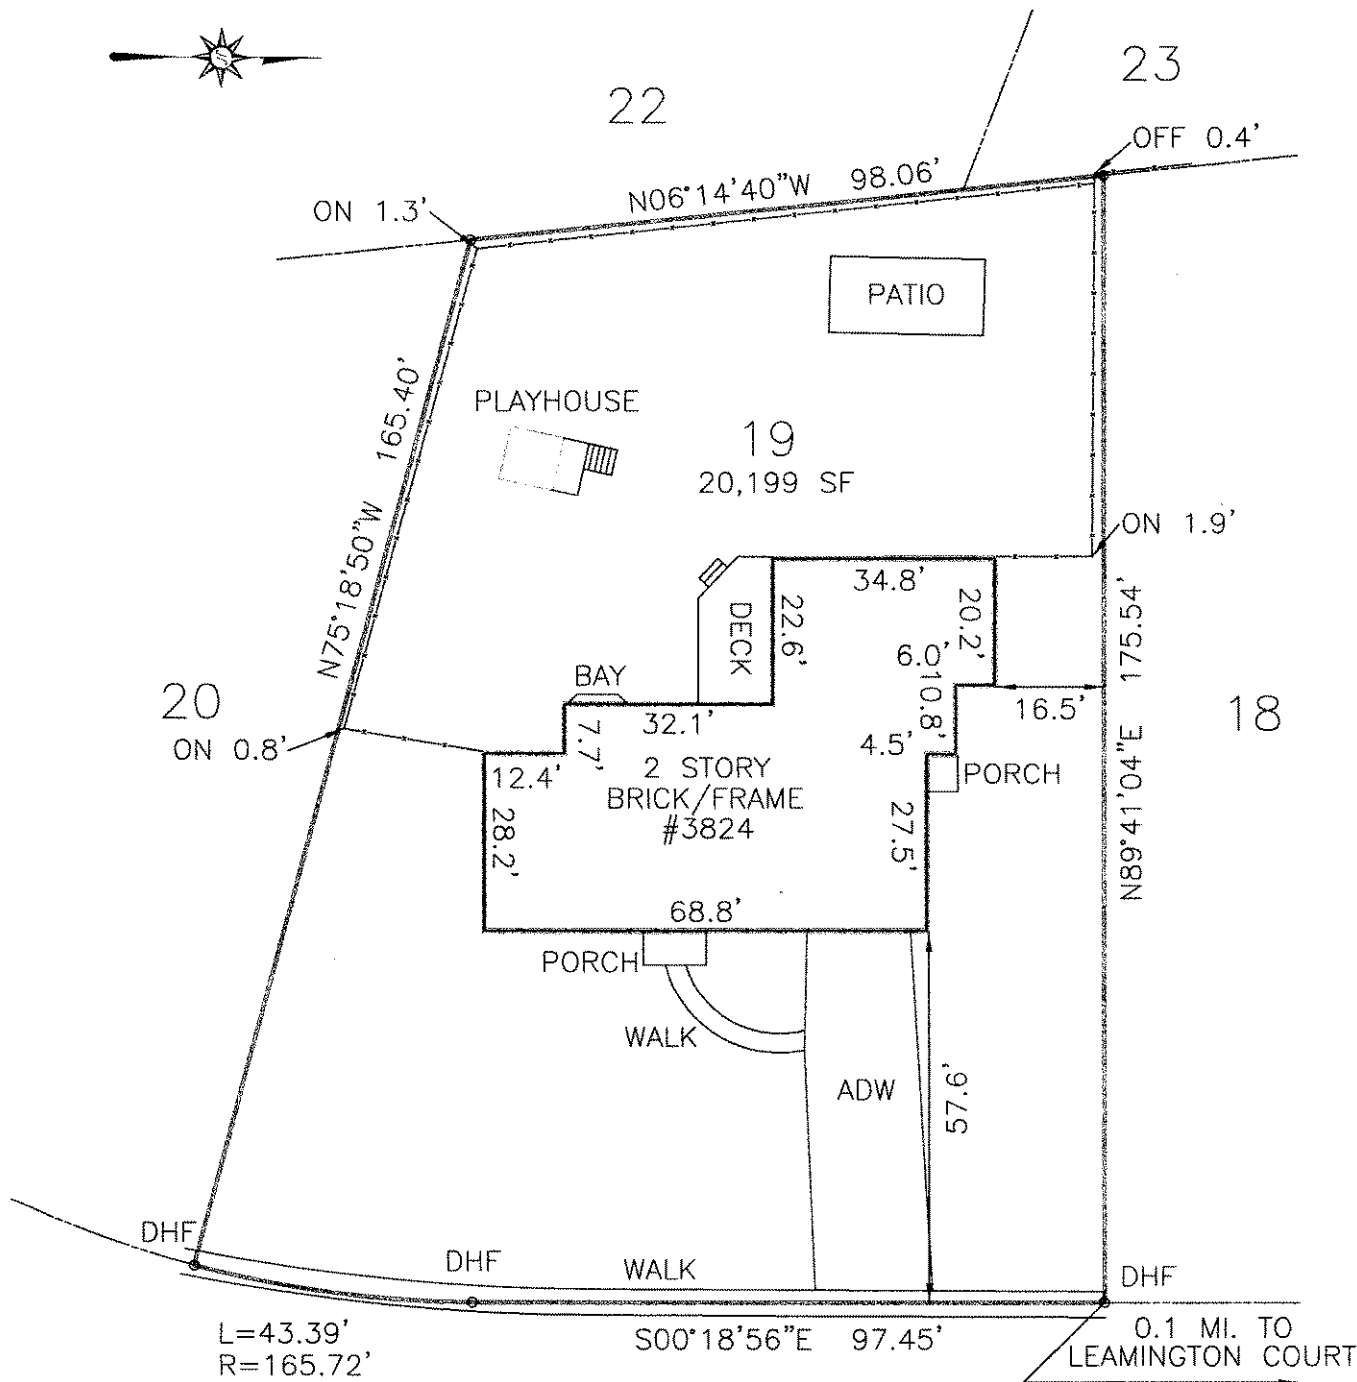 23
22
OFF 0.4'
N06°14'40"W 98.06'
ON 1.3'
PATIO
165.40'
PLAYHOUSE
19
20,199 SF
ON 1.9'
34.8'
20.2'
22.6'
DECK
6.0'
175.54'
N75°18'50"W
BAY
10.8'
16.5'
20
32.1'
18
ON 0.8'
7.7'
4.5'
12.4'
2 STORY
BRICK/FRAME
#3824
PORCH
28.2'
27.5'
N89°41'04"E
68.8'
PORCH
WALK
ADW
57.9'
DHF
DHF
WALK
DHF
L=43.39'
R=165.72'
S00°18'56"E 97.45'
0.1 MI. TO
LEAMINGTON COURT